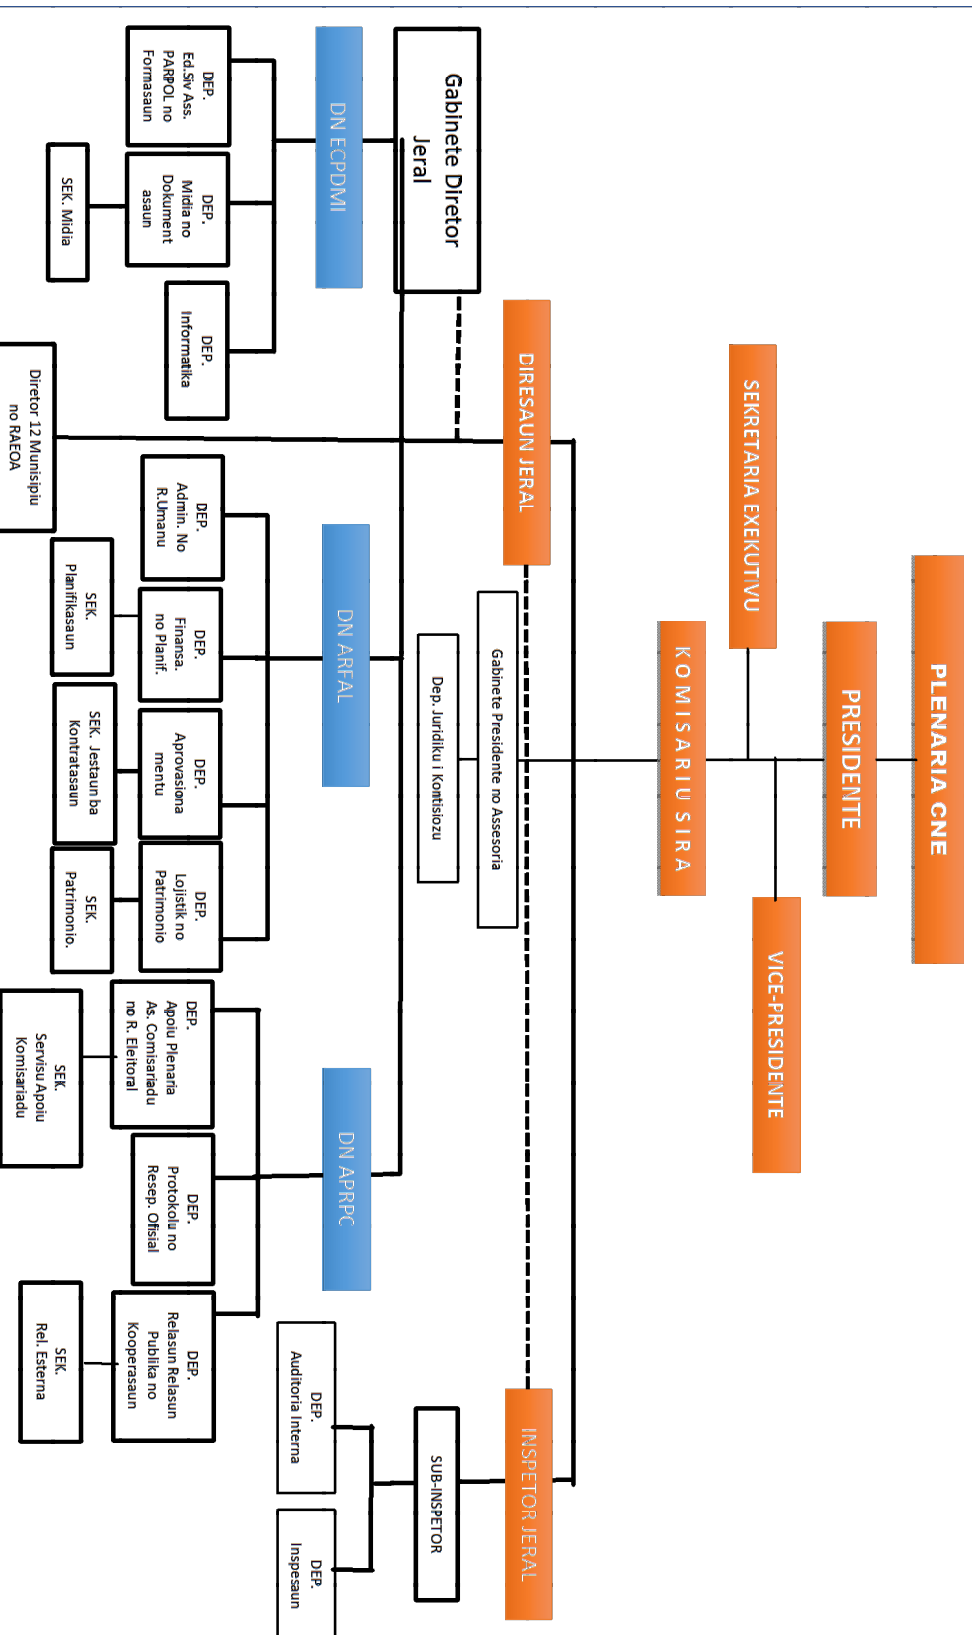 PLENARIA CNE
PRESIDENTE
SEKRETARIA EXEKUTIVU
VICE-PRESIDENTE
KOMISARIU SIRA
DIRESAUN JERAL
INSPETOR JERAL
Gabinete Presidente no Assesoria
Dep. Juridiku i Kontisiozu
Gabinete Diretor
Jeral
SUB-INSPETOR
DN ECPDMI
DN ARFAL
DN APRPC
DEP.
Auditoria Interna
DEP.
Inspesaun
DEP.
Ed.Siv Ass.
PARPOL no
Formasaun
DEP.
Midia no
Dokument
asaun
DEP.
Informatika
DEP.
Admin. No
R.Umanu
DEP.
Finansa.
no Planif.
DEP.
Aprovasiona
mentu
DEP.
Lojistik no
Patrimonio
DEP.
Apoiu Plenaria
As. Comisariadu
no R. Eleitoral
DEP.
Protokolu no
Resep. Ofisial
DEP.
Relasun Relasun
Publika no
Kooperasaun
SEK. Midia
SEK.
Planifikasaun
SEK. Jestaun ba
Kontratasaun
SEK.
Patrimonio.
SEK.
Servisu Apoiu
Komisariadu
SEK.
Rel. Esterna
Diretor 12 Munisipiu
no RAEOA